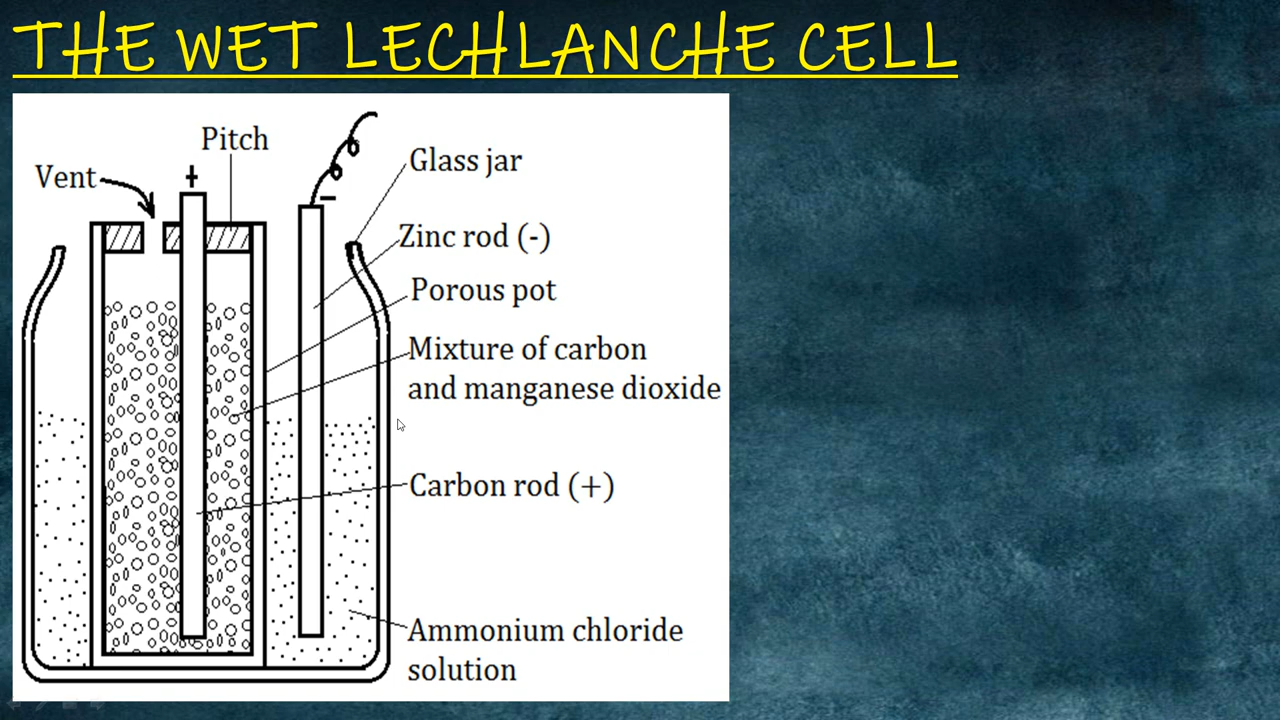 THE WET LECHLANCHE CELL
Pitch
Vent
+
-
Glass jar
Zinc rod (-)
Porous pot
Mixture of carbon
and manganese dioxide
Carbon rod (+)
Ammonium chloride
solution